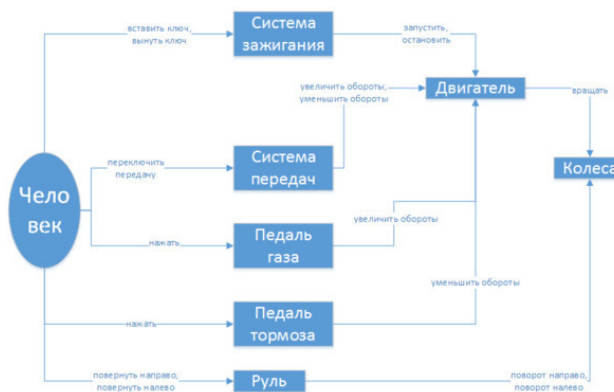 вставить ключ,
вынуть ключ
Система
зажигания
запустить,
остановить
увеличить обороты,
уменьшить обороты
Двигатель
вращать
переключить
передачу
Система
передач
Колеса
Чело
век
нажать
Педаль
газа
увеличить обороты
уменьшить обороты
нажать
Педаль
тормоза
повернуть направо,
повернуть налево
Руль
поворот направо,
поворот налево